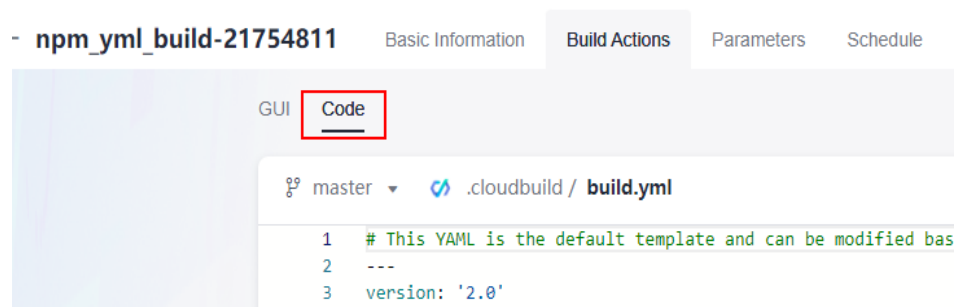 - npm_yml_build-21754811 Basic Information Build Actions Parameters Schedule
GUI Code
master .cloudbuild / build.yml
1 # This YAML is the default template and can be modified bas
2 ---
3 version: '2.0'